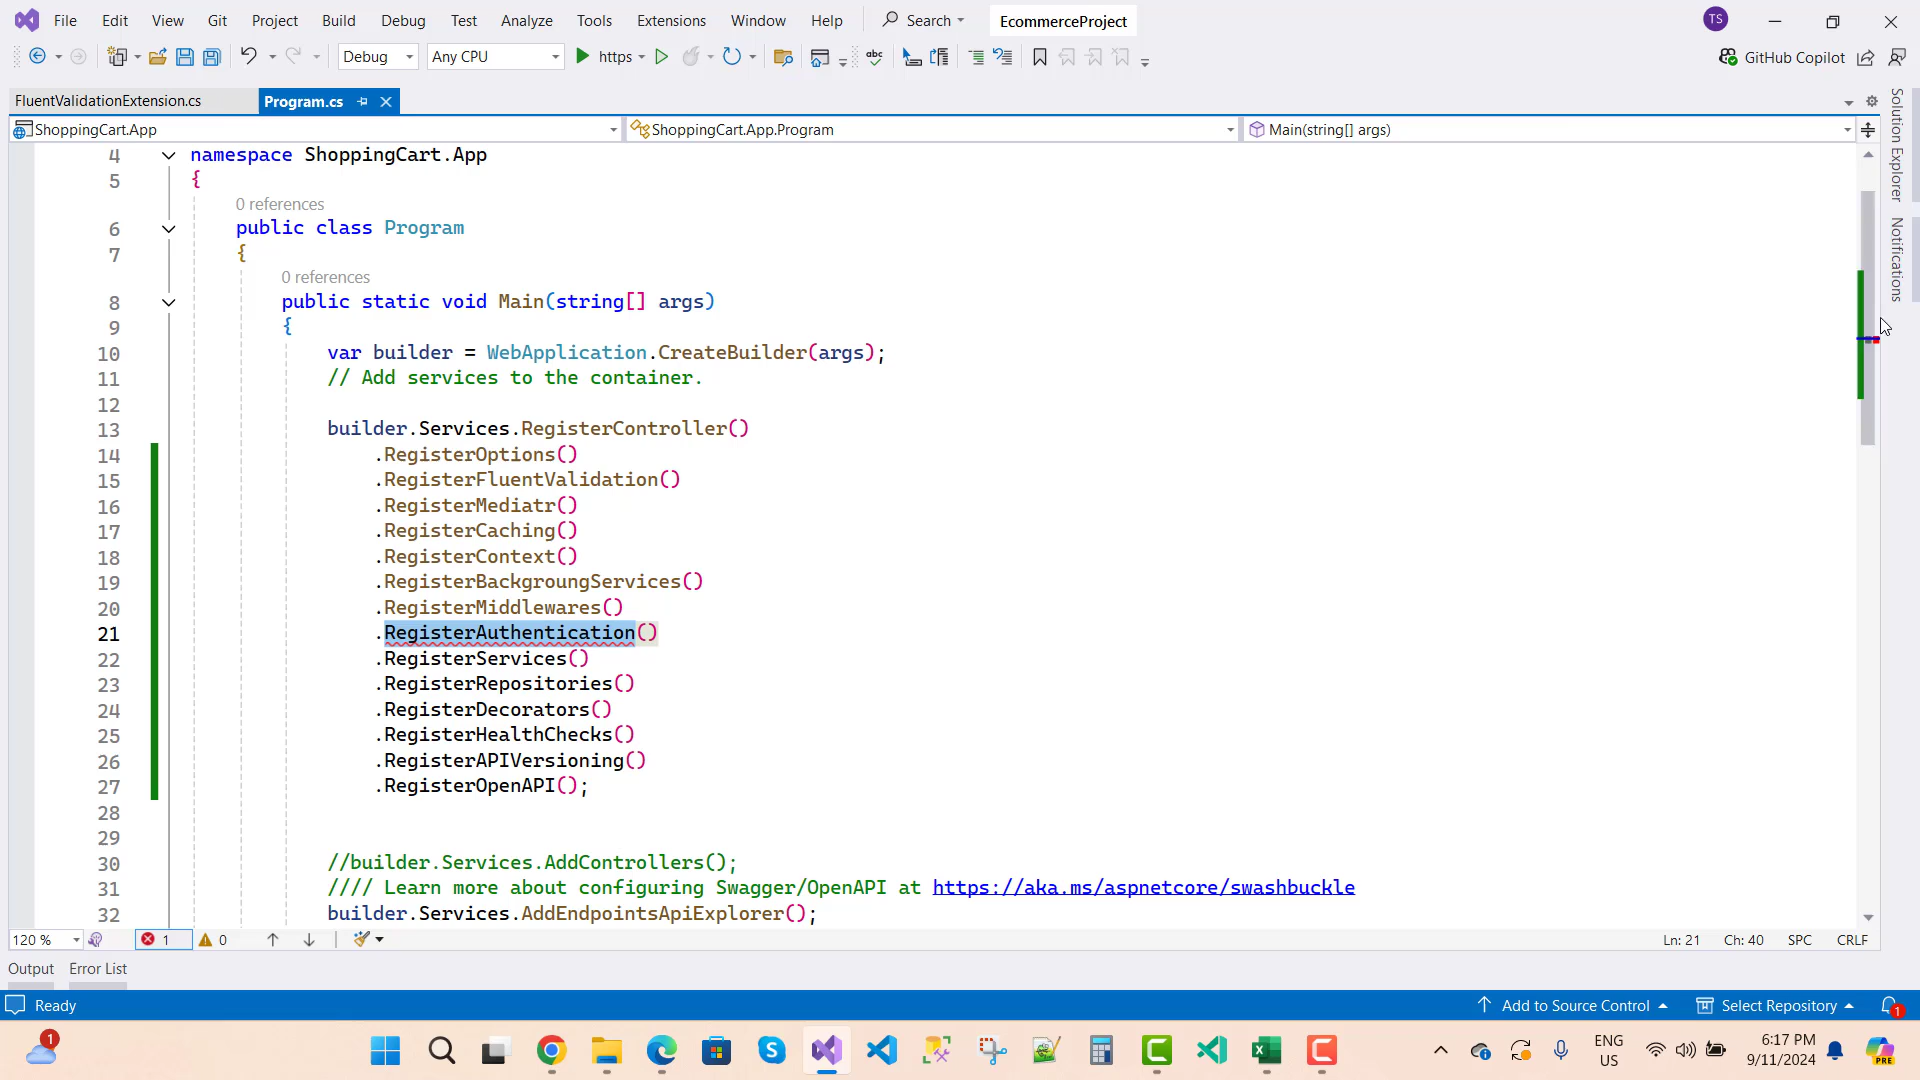 File Edit View Git Project Build Debug Test Analyze Tools Extensions Window Help Search EcommerceProject TS
Debug Any CPU https abc GitHub Copilot
FluentValidationExtension.cs Program.cs
ShoppingCart.App ShoppingCart.App.Program Main(string[] args)
Solution Explorer
Notifications
4 namespace ShoppingCart.App
5 {
0 references
6 public class Program
7 {
0 references
8 public static void Main(string[] args)
9 {
10 var builder = WebApplication.CreateBuilder(args);
11 // Add services to the container.
12
13 builder.Services.RegisterController()
14 .RegisterOptions()
15 .RegisterFluentValidation()
16 .RegisterMediatr()
17 .RegisterCaching()
18 .RegisterContext()
19 .RegisterBackgroungServices()
20 .RegisterMiddlewares()
21 .RegisterAuthentication()
22 .RegisterServices()
23 .RegisterRepositories()
24 .RegisterDecorators()
25 .RegisterHealthChecks()
26 .RegisterAPIVersioning()
27 .RegisterOpenAPI();
28
29
30 //builder.Services.AddControllers();
31 //// Learn more about configuring Swagger/OpenAPI at https://aka.ms/aspnetcore/swashbuckle
32 builder.Services.AddEndpointsApiExplorer();
120 % 1 0 Ln: 21 Ch: 40 SPC CRLF
Output Error List
Ready Add to Source Control Select Repository 1
1 ENG US 6:17 PM 9/11/2024 PRE